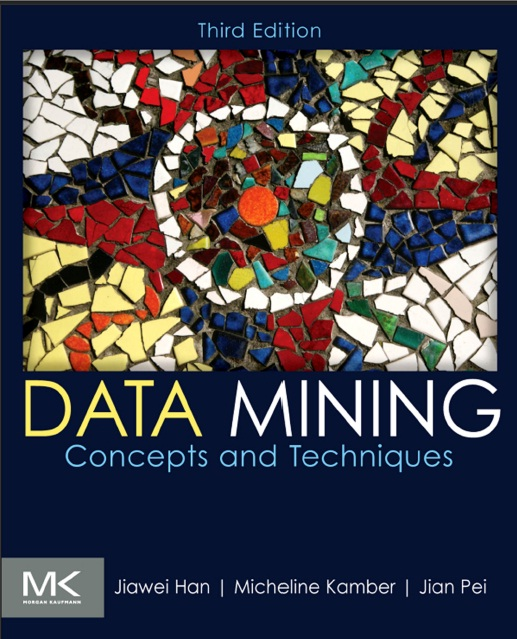 Third Edition
DATA MINING
Concepts and Techniques
MK
MORGAN KAUFMANN
Jiawei Han | Micheline Kamber | Jian Pei